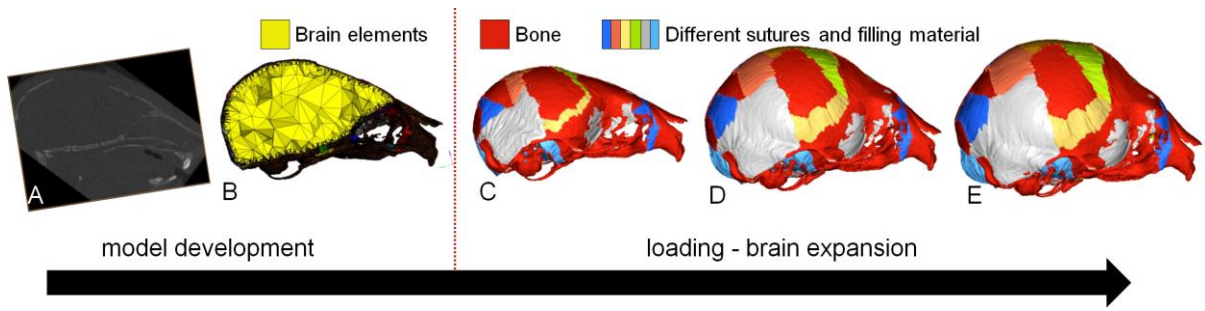 Brain elements
Bone
Different sutures and filling material
A
B
C
D
E
model development
loading - brain expansion